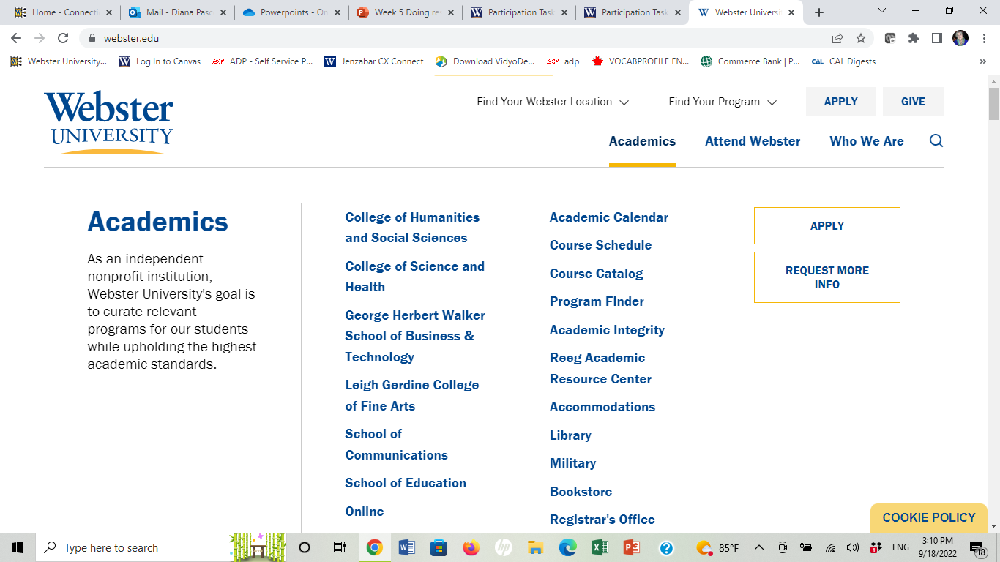 Home - Connecti
Mail - Diana Pasc
Powerpoints - On
Week 5 Doing re
Participation Task
Participation Task
Webster Universi
webster.edu
Webster University...
Log In to Canvas
ADP - Self Service P...
Jenzabar CX Connect
Download VidyoDe...
adp
VOCABPROFILE EN...
Commerce Bank | P...
CAL Digests
»
Webster
UNIVERSITY
Find Your Webster Location
Find Your Program
APPLY
GIVE
Academics
Attend Webster
Who We Are
Academics
As an independent
nonprofit institution,
Webster University's goal is
to curate relevant
programs for our students
while upholding the highest
academic standards.
College of Humanities
and Social Sciences
College of Science and
Health
George Herbert Walker
School of Business &
Technology
Leigh Gerdine College
of Fine Arts
School of
Communications
School of Education
Online
Academic Calendar
Course Schedule
Course Catalog
Program Finder
Academic Integrity
Reeg Academic
Resource Center
Accommodations
Library
Military
Bookstore
Registrar's Office
APPLY
REQUEST MORE
INFO
COOKIE POLICY
Type here to search
85°F
ENG
3:10 PM
9/18/2022
18